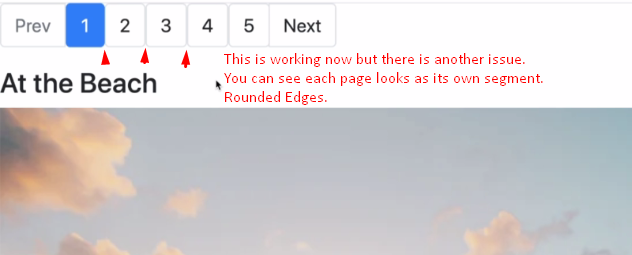 Prev 1 2 3 4 5 Next
This is working now but there is another issue.
You can see each page looks as its own segment.
Rounded Edges.
At the Beach